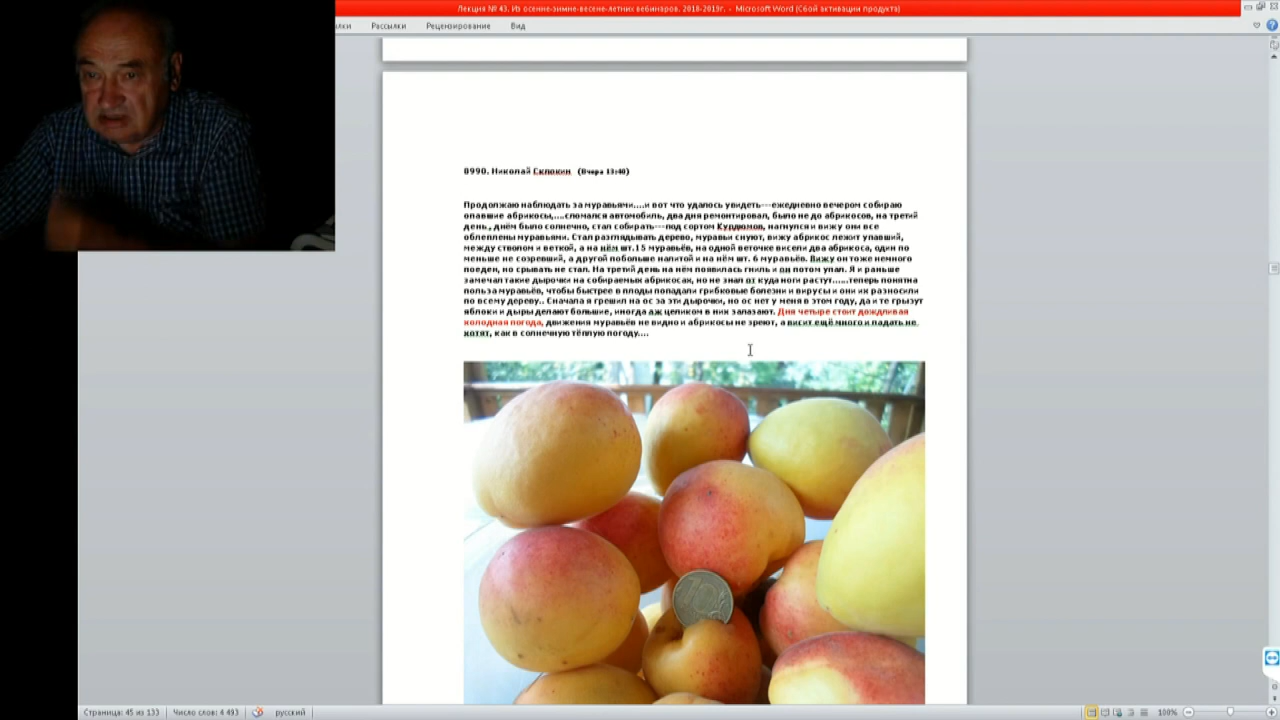 Лекция № 43. Из осенне-зимне-весене-летних вебинаров. 2018-2019г. - Microsoft Word (Сбой активации продукта)
Рассылки Рецензирование Вид
8990. Николай Склокин (Вчера 13:40)
Продолжаю наблюдать за муравьями....и вот что удалось увидеть---ежедневно вечером собираю
опавшие абрикосы,....сломался автомобиль, два дня ремонтировал, было не до абрикосов, на третий
день , днём было солнечно, стал собирать---под сортом Курдюмов, нагнулся и вижу они все
облеплены муравьями. Стал разглядывать дерево, муравьи снуют, вижу абрикос лежит упавший,
между стволом и веткой, а на нём шт.15 муравьёв, на одной веточке висели два абрикоса, один по
меньше не созревший, а другой побольше налитой и на нём шт. 6 муравьёв. Вижу он тоже немного
поеден, но срывать не стал. На третий день на нём появилась гниль и он потом упал. Я и раньше
замечал такие дырочки на собираемых абрикосах, но не знал от куда ноги растут......теперь понятна
польза муравьёв, чтобы быстрее в плоды попадали грибковые болезни и вирусы и они их разносили
по всему дереву.. Сначала я грешил на ос за эти дырочки, но ос нет у меня в этом году, да и те грызут
яблоки и дыры делают большие, иногда аж целиком в них залазают. Дня четыре стоит дождливая
холодная погода, движения муравьёв не видно и абрикосы не зреют, а висит ещё много и падать не
хотят, как в солнечную тёплую погоду....
10
Страница: 45 из 133 Число слов: 4 493 русский 100%